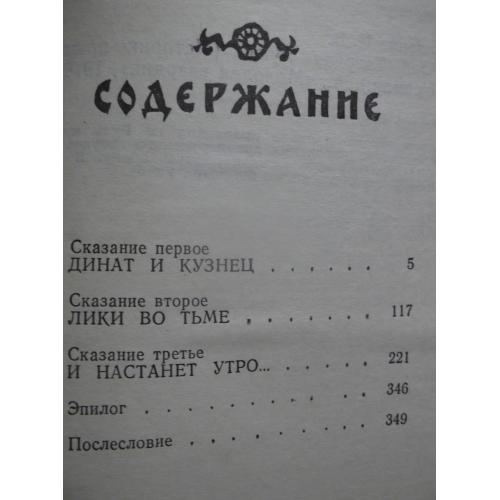 СОДЕРЖАНИЕ
Сказание первое
ДИНАТ И КУЗНЕЦ . . . . . . 5
Сказание второе
ЛИКИ ВО ТЬМЕ . . . . . . . 117
Сказание третье
И НАСТАНЕТ УТРО... . . . . . 221
Эпилог . . . . . . . . . . 346
Послесловие . . . . . . . . 349